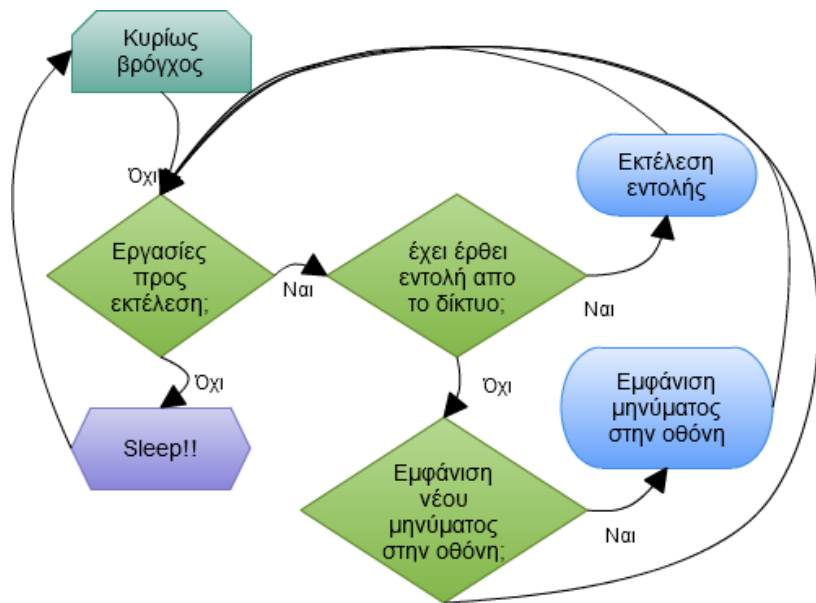 Κυρίως
βρόγχος
Όχι
Εργασίες
προς
εκτέλεση;
Ναι
έχει έρθει
εντολή απο
το δίκτυο;
Ναι
Εκτέλεση
εντολής
Όχι
Sleep!!
Όχι
Εμφάνιση
νέου
μηνύματος
στην οθόνη;
Ναι
Εμφάνιση
μηνύματος
στην οθόνη